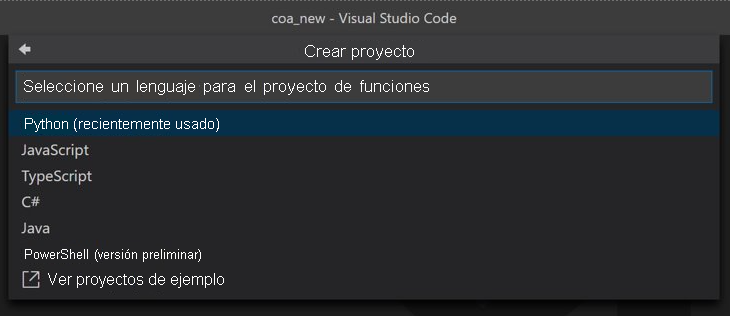 coa_new - Visual Studio Code
Crear proyecto
Seleccione un lenguaje para el proyecto de funciones
Python (recientemente usado)
JavaScript
TypeScript
C#
Java
PowerShell (versión preliminar)
Ver proyectos de ejemplo